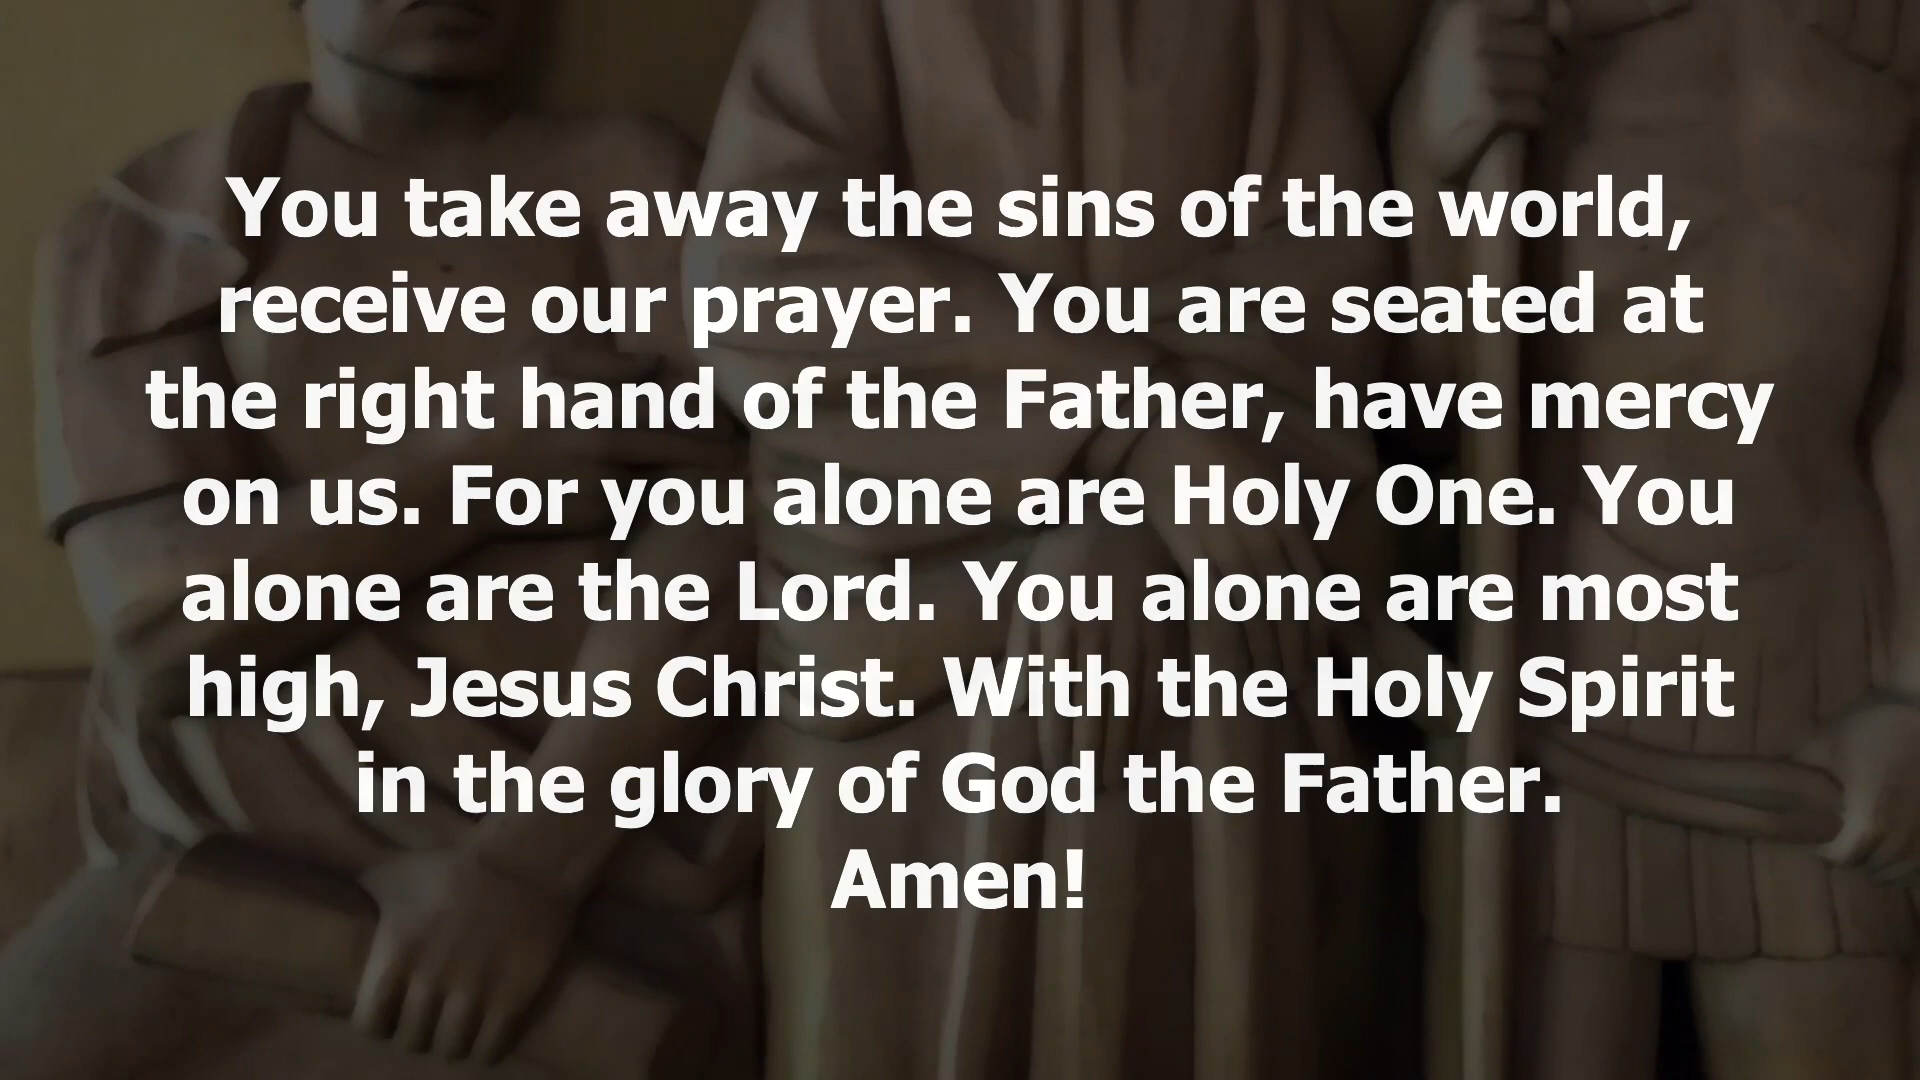 You take away the sins of the world,
receive our prayer. You are seated at
the right hand of the Father, have mercy
on us. For you alone are Holy One. You
alone are the Lord. You alone are most
high, Jesus Christ. With the Holy Spirit
in the glory of God the Father.
Amen!